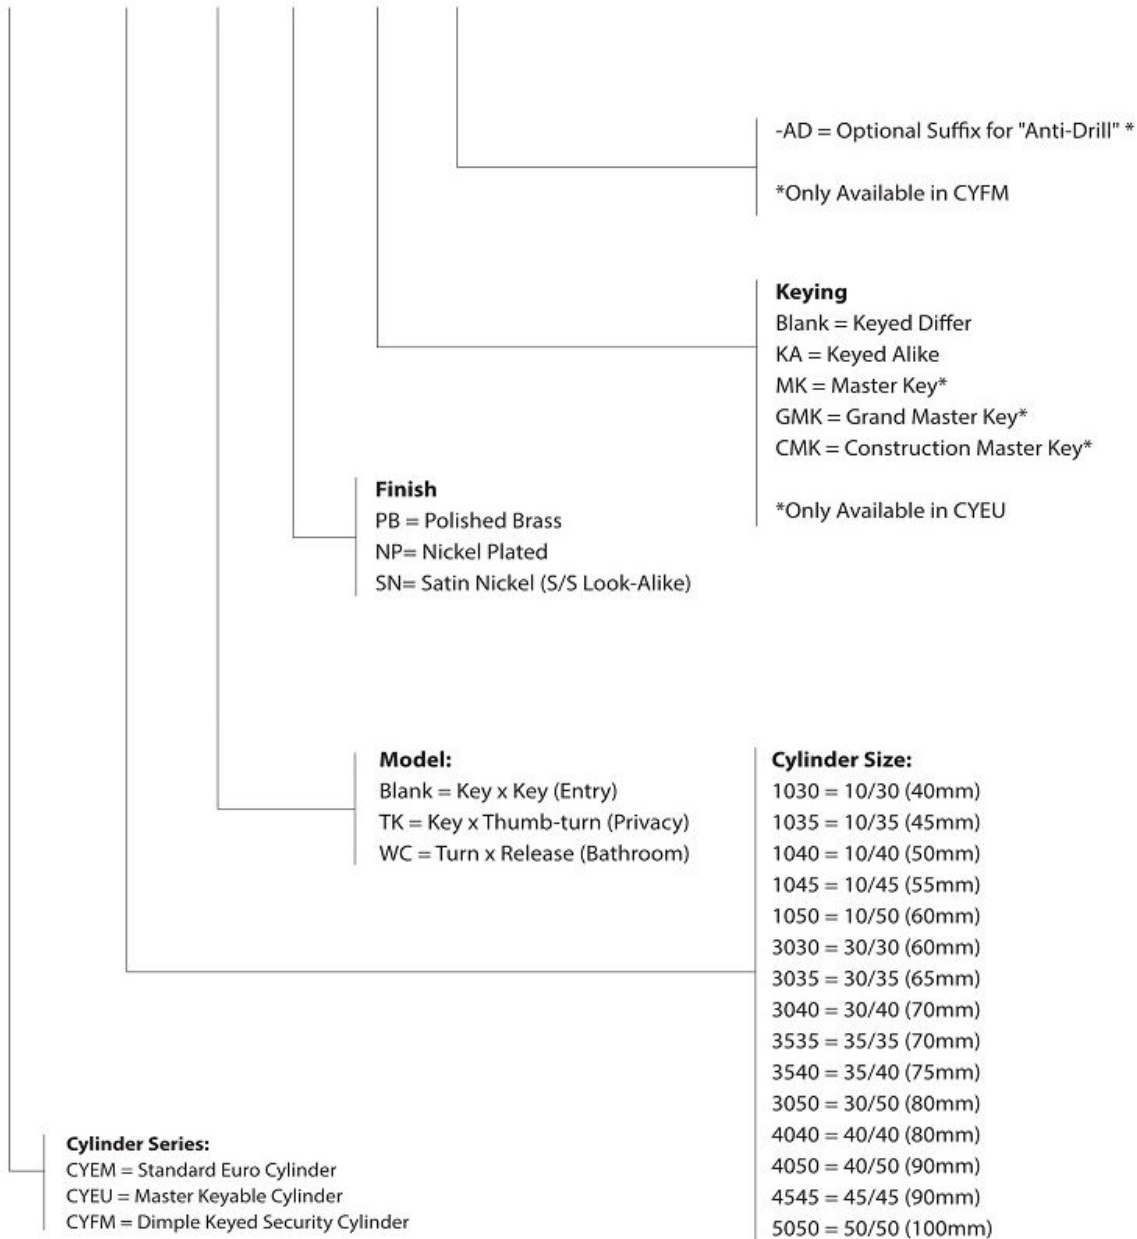 -AD = Optional Suffix for "Anti-Drill" *
*Only Available in CYFM
Keying
Blank = Keyed Differ
KA = Keyed Alike
MK = Master Key*
GMK = Grand Master Key*
CMK = Construction Master Key*
*Only Available in CYEU
Finish
PB = Polished Brass
NP= Nickel Plated
SN= Satin Nickel (S/S Look-Alike)
Model:
Blank = Key x Key (Entry)
TK = Key x Thumb-turn (Privacy)
WC = Turn x Release (Bathroom)
Cylinder Size:
1030 = 10/30 (40mm)
1035 = 10/35 (45mm)
1040 = 10/40 (50mm)
1045 = 10/45 (55mm)
1050 = 10/50 (60mm)
3030 = 30/30 (60mm)
3035 = 30/35 (65mm)
3040 = 30/40 (70mm)
3535 = 35/35 (70mm)
3540 = 35/40 (75mm)
3050 = 30/50 (80mm)
4040 = 40/40 (80mm)
4050 = 40/50 (90mm)
4545 = 45/45 (90mm)
5050 = 50/50 (100mm)
Cylinder Series:
CYEM = Standard Euro Cylinder
CYEU = Master Keyable Cylinder
CYFM = Dimple Keyed Security Cylinder